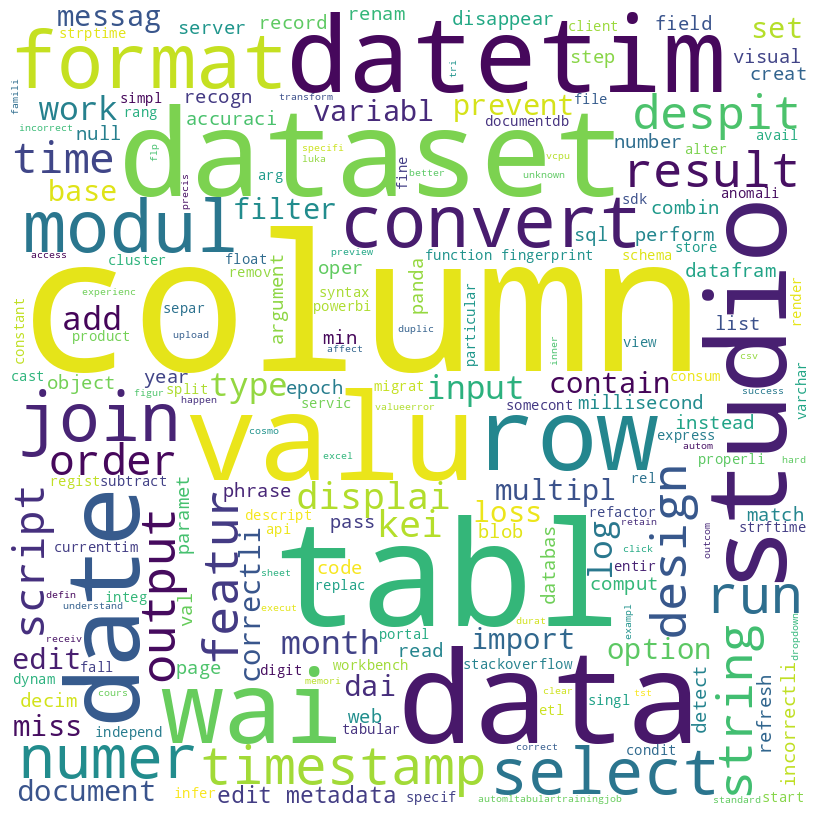 messag
strptime
server
record
renam
disappear
client
field
set
format
datetim
step
visual
creat
tri
famili
work
simpl
recogn
transform
variabl
prevent
file
despit
null
rang
accuraci
documentdb
number
avail
incorrect
dataset
specifi
luka
vcpu
alter
time
flp
fine
better
unknown
result
base
precis
arg
sdk
anomali
modul
filter
convert
combin
sql
perform
store
studio
access
cluster
float
preview
function
fingerprint
schema
datafram
column
remov
oper
experienc
argument
syntax
powerbi
panda
particular
render
constant
add
product
separ
upload
min
duplic
affect
view
list
inner
csv
cast
object
year
type
epoch
migrat
input
contain
consum
varchar
success
figur
split
happen
servic
valueerror
somecont
millisecond
join
valu
row
instead
autom
express
hard
order
cosmo
excel
rel
properli
regist
subtract
phrase
displai
multipl
design
match
script
date
output
featur
paramet
descript
api
kei
loss
blob
refactor
log
retain
strftime
pass
currenttim
correctli
code
tabl
databas
entir
click
outcom
integ
val
sheet
replac
comput
run
defin
understand
execut
exampl
dropdown
receiv
edit
month
portal
read
import
durat
option
string
dynam
fall
page
digit
workbench
stackoverflow
cours
wai
memori
dai
data
clear
tst
detect
refresh
incorrectli
decim
etl
singl
miss
independ
web
tabular
correct
condit
numer
timestamp
select
document
infer
edit metadata
specif
automltabulartrainingjob
standard
start